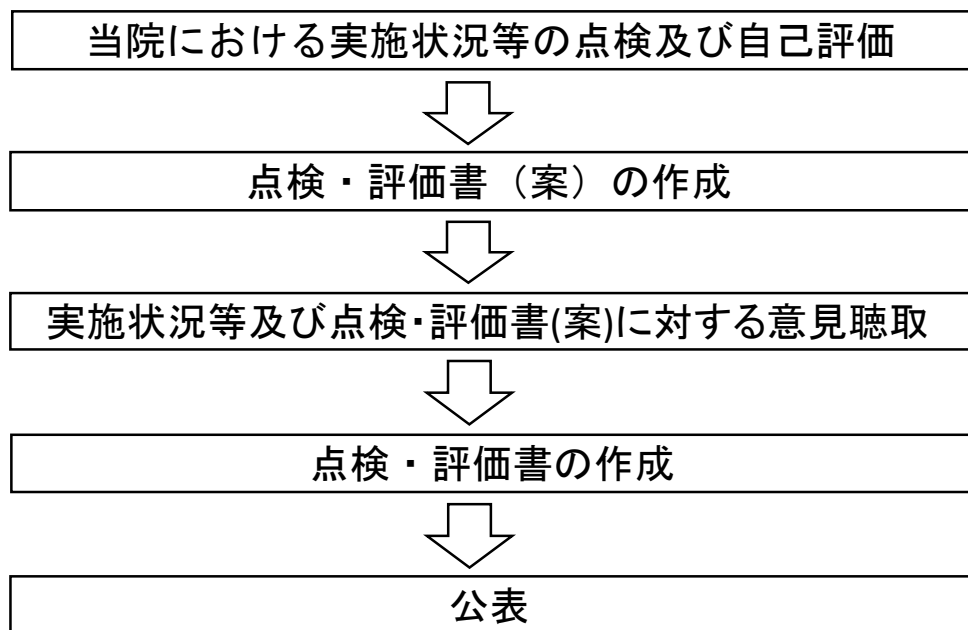 当院における実施状況等の点検及び自己評価
点検・評価書（案）の作成
実施状況等及び点検・評価書(案)に対する意見聴取
点検・評価書の作成
公表